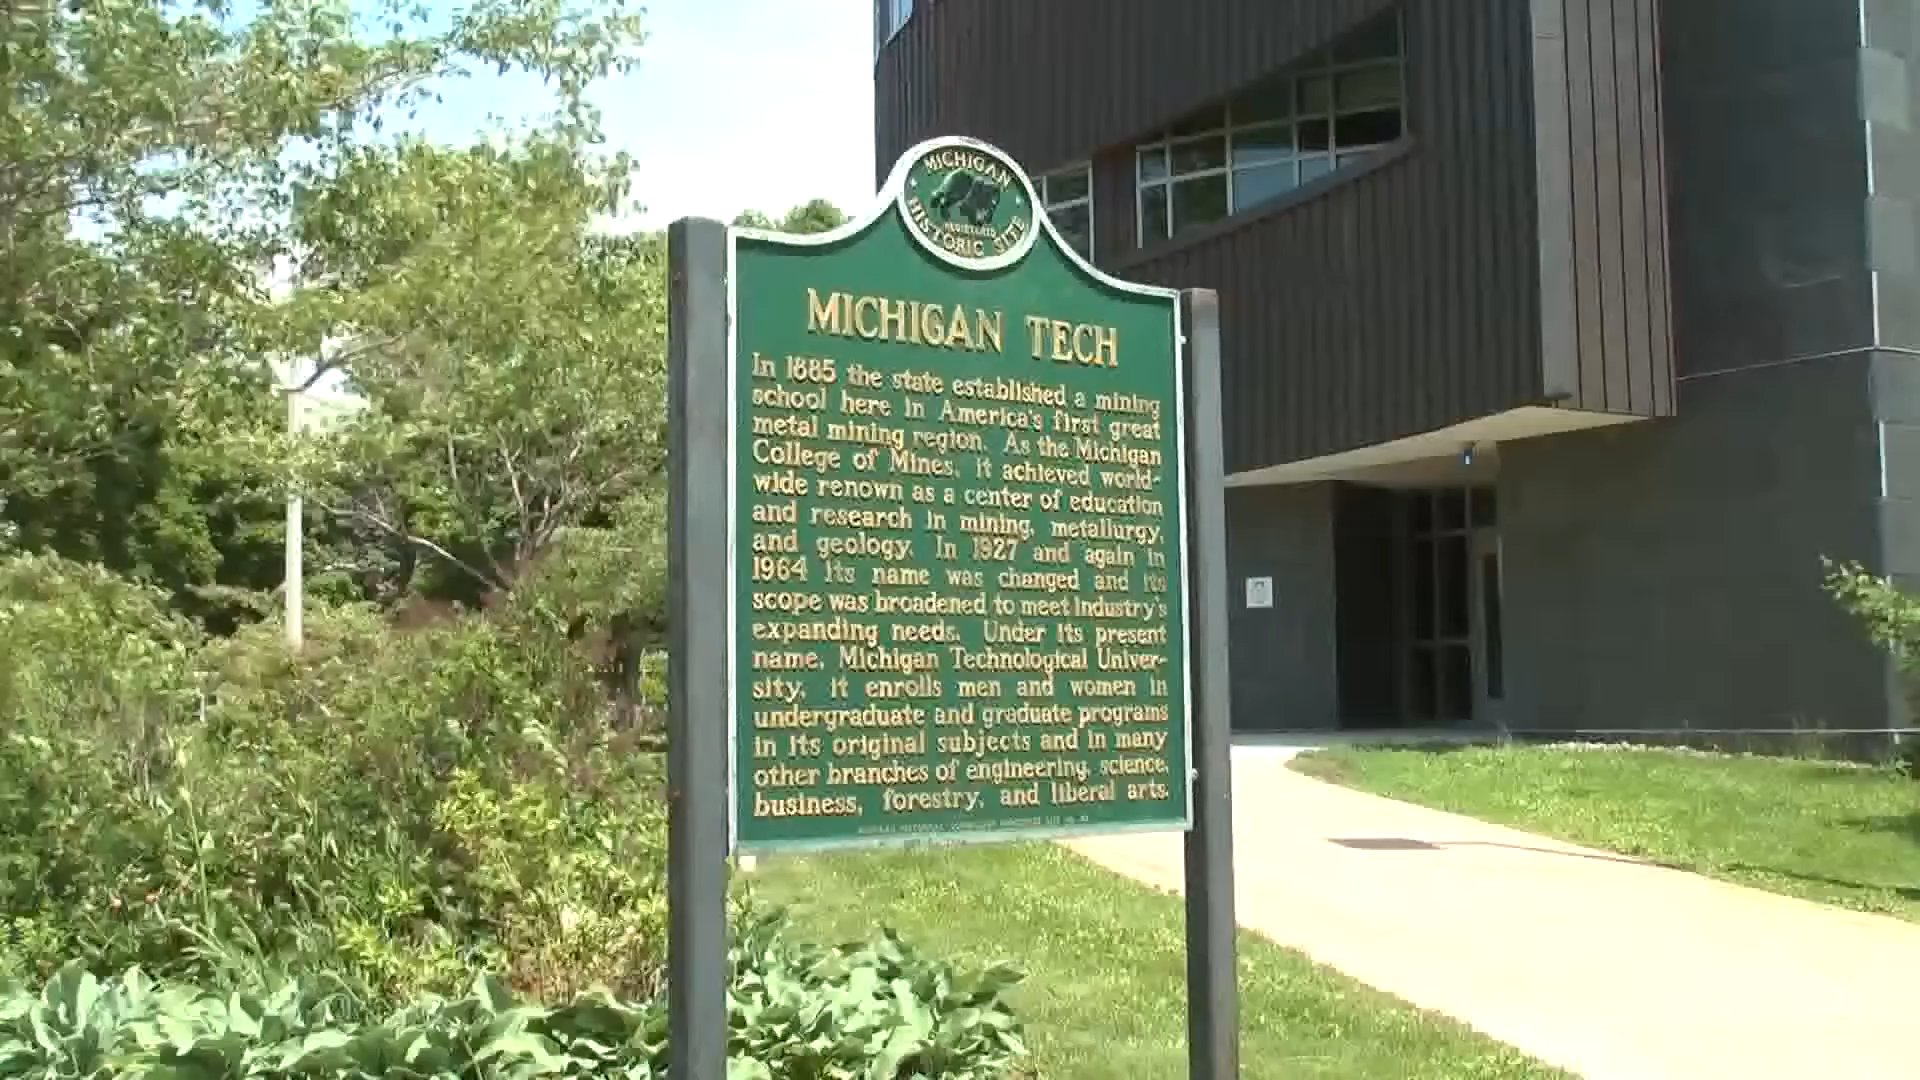 MICHIGAN
REGISTERED
HISTORIC SITE
MICHIGAN TECH
In 1885 the state established a mining
school here in America's first great
metal mining region. As the Michigan
College of Mines, it achieved world-
wide renown as a center of education
and research in mining, metallurgy,
and geology. In 1927 and again in
1964 its name was changed and its
scope was broadened to meet industry's
expanding needs. Under its present
name, Michigan Technological Univer-
sity, it enrolls men and women in
undergraduate and graduate programs
in its original subjects and in many
other branches of engineering, science,
business, forestry, and liberal arts.